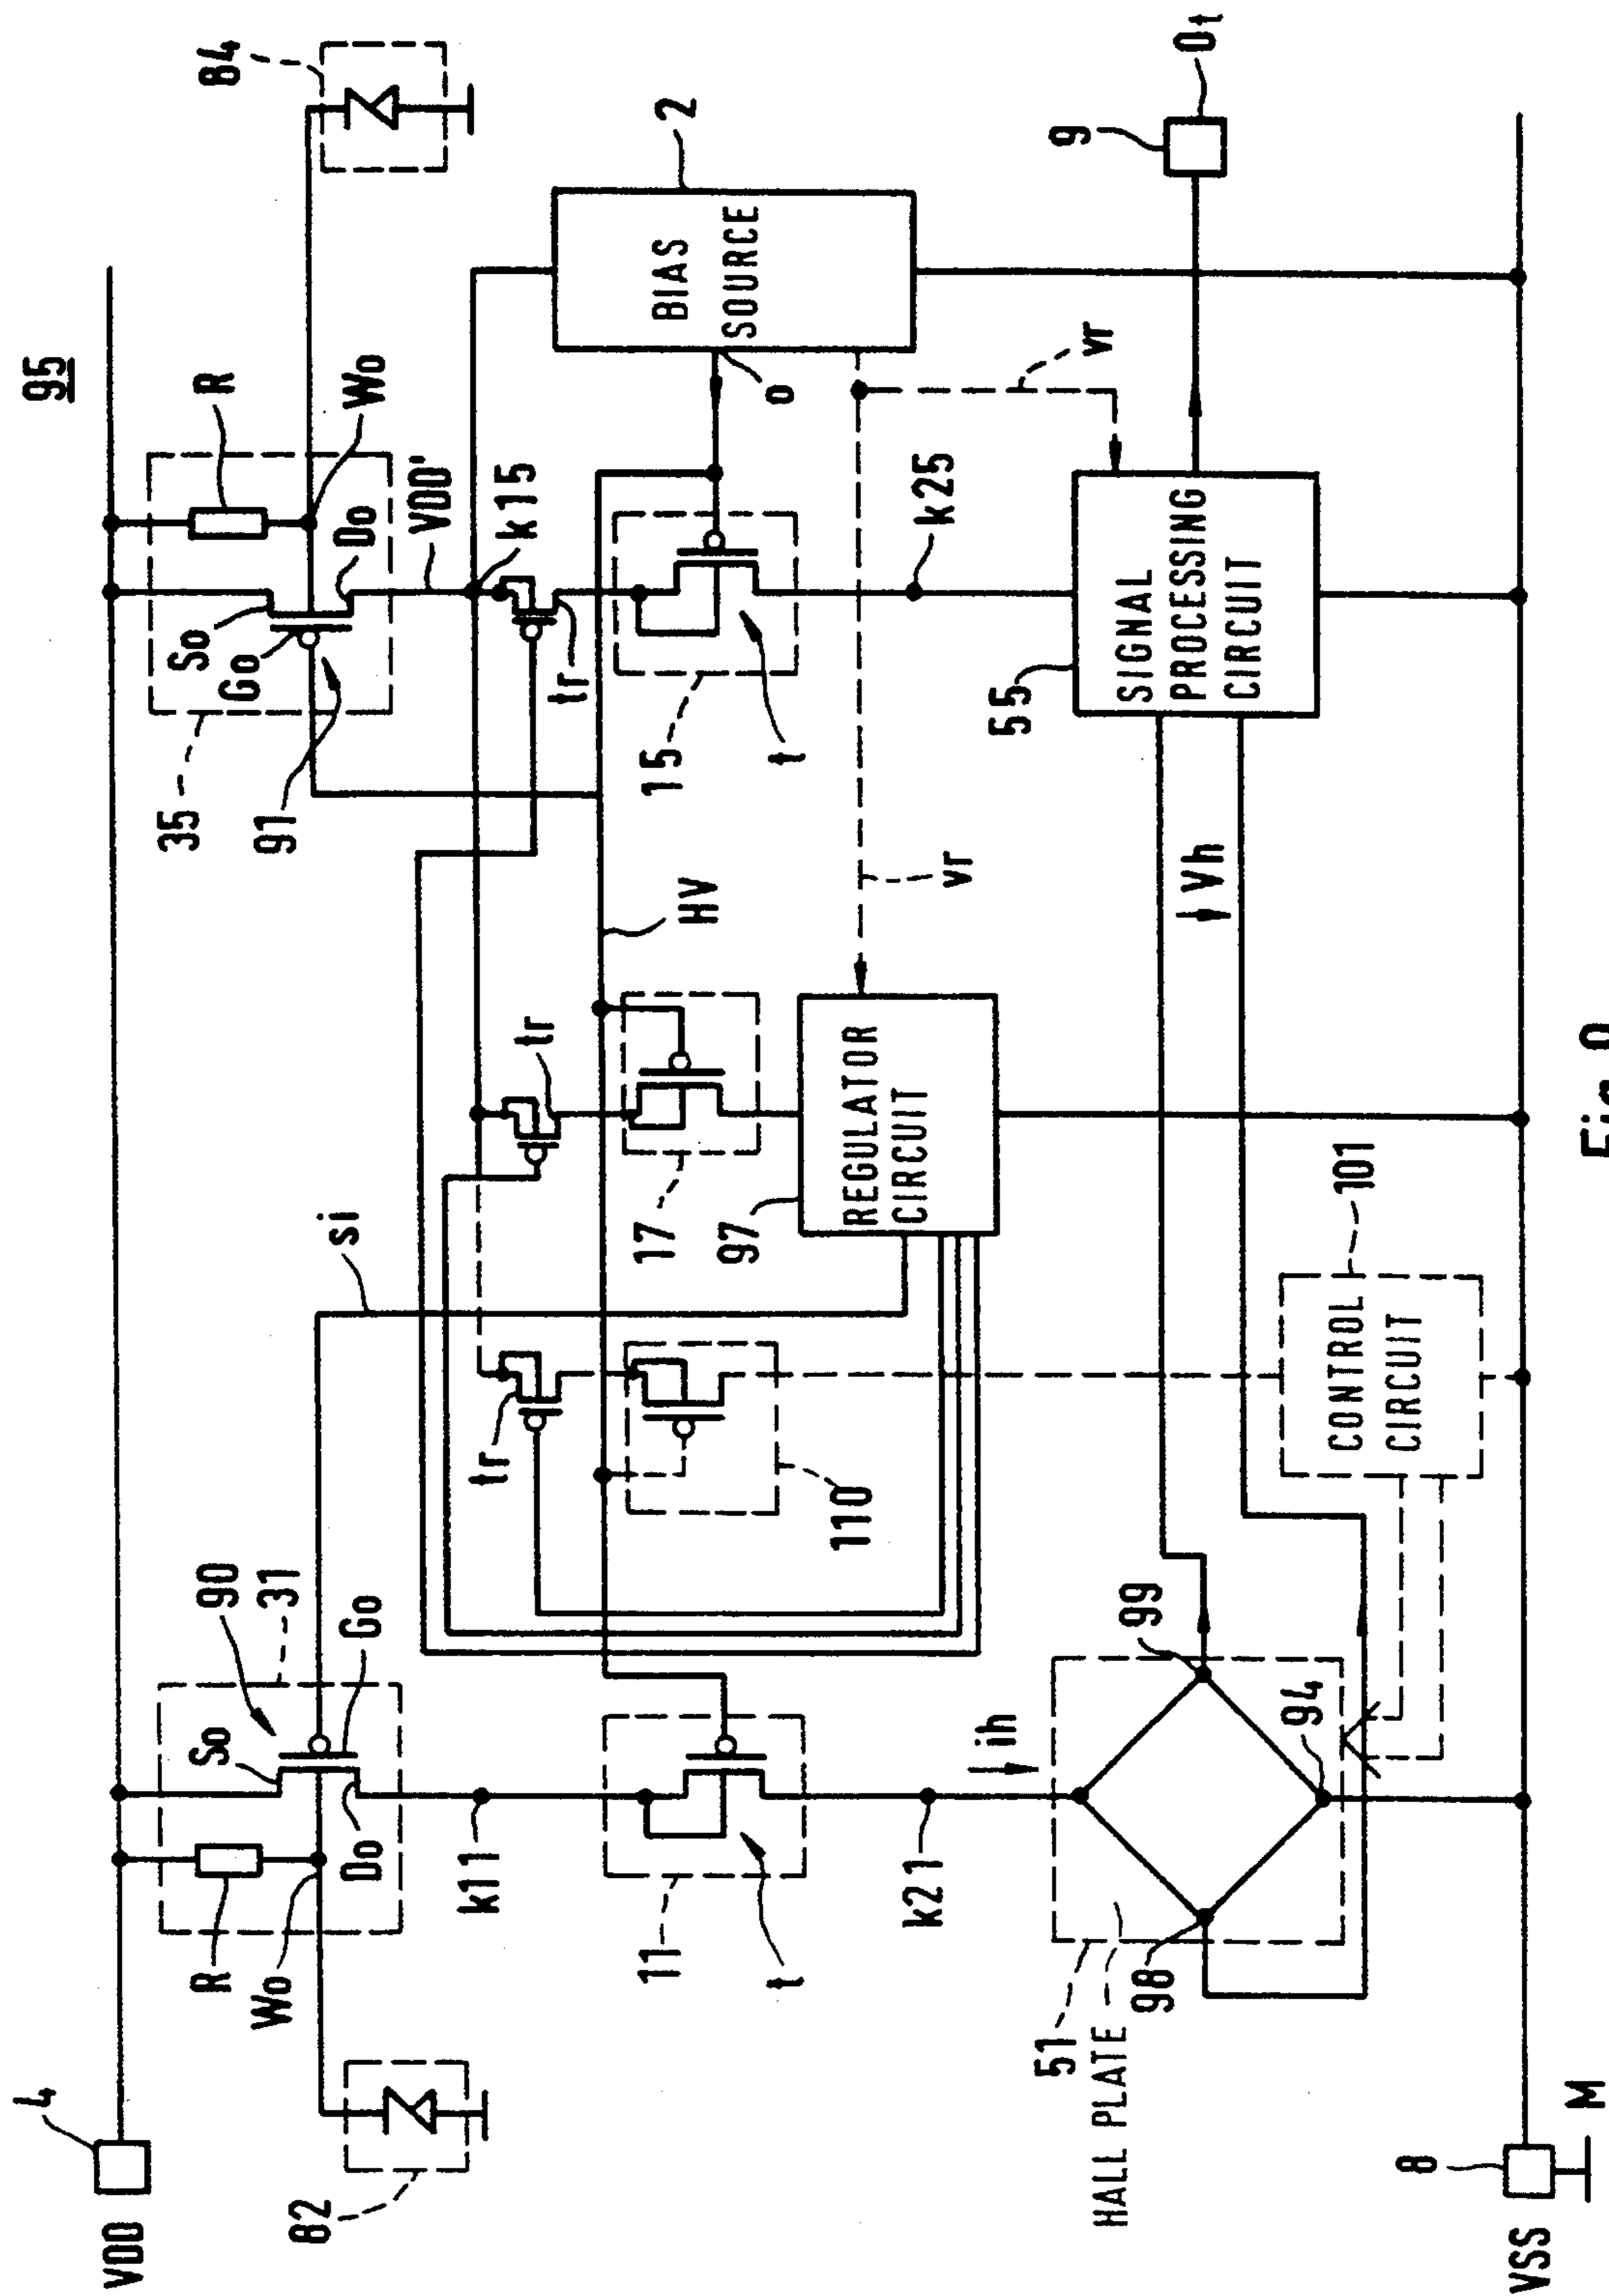 95
4
VDD
82
R
Wo
So
90
31
Go
Do
si
35
91
So
Go
R
Wo
Do
VDD'
84
k11
tr
tr
k15
tr
11
t
110
17
HV
15
t
2
BIAS
SOURCE
o
97
REGULATOR
CIRCUIT
vr
vr
k21
k25
ih
51
HALL PLATE
98
99
94
101
CONTROL
CIRCUIT
Vh
55
SIGNAL
PROCESSING
CIRCUIT
9
Ot
8
VSS
M